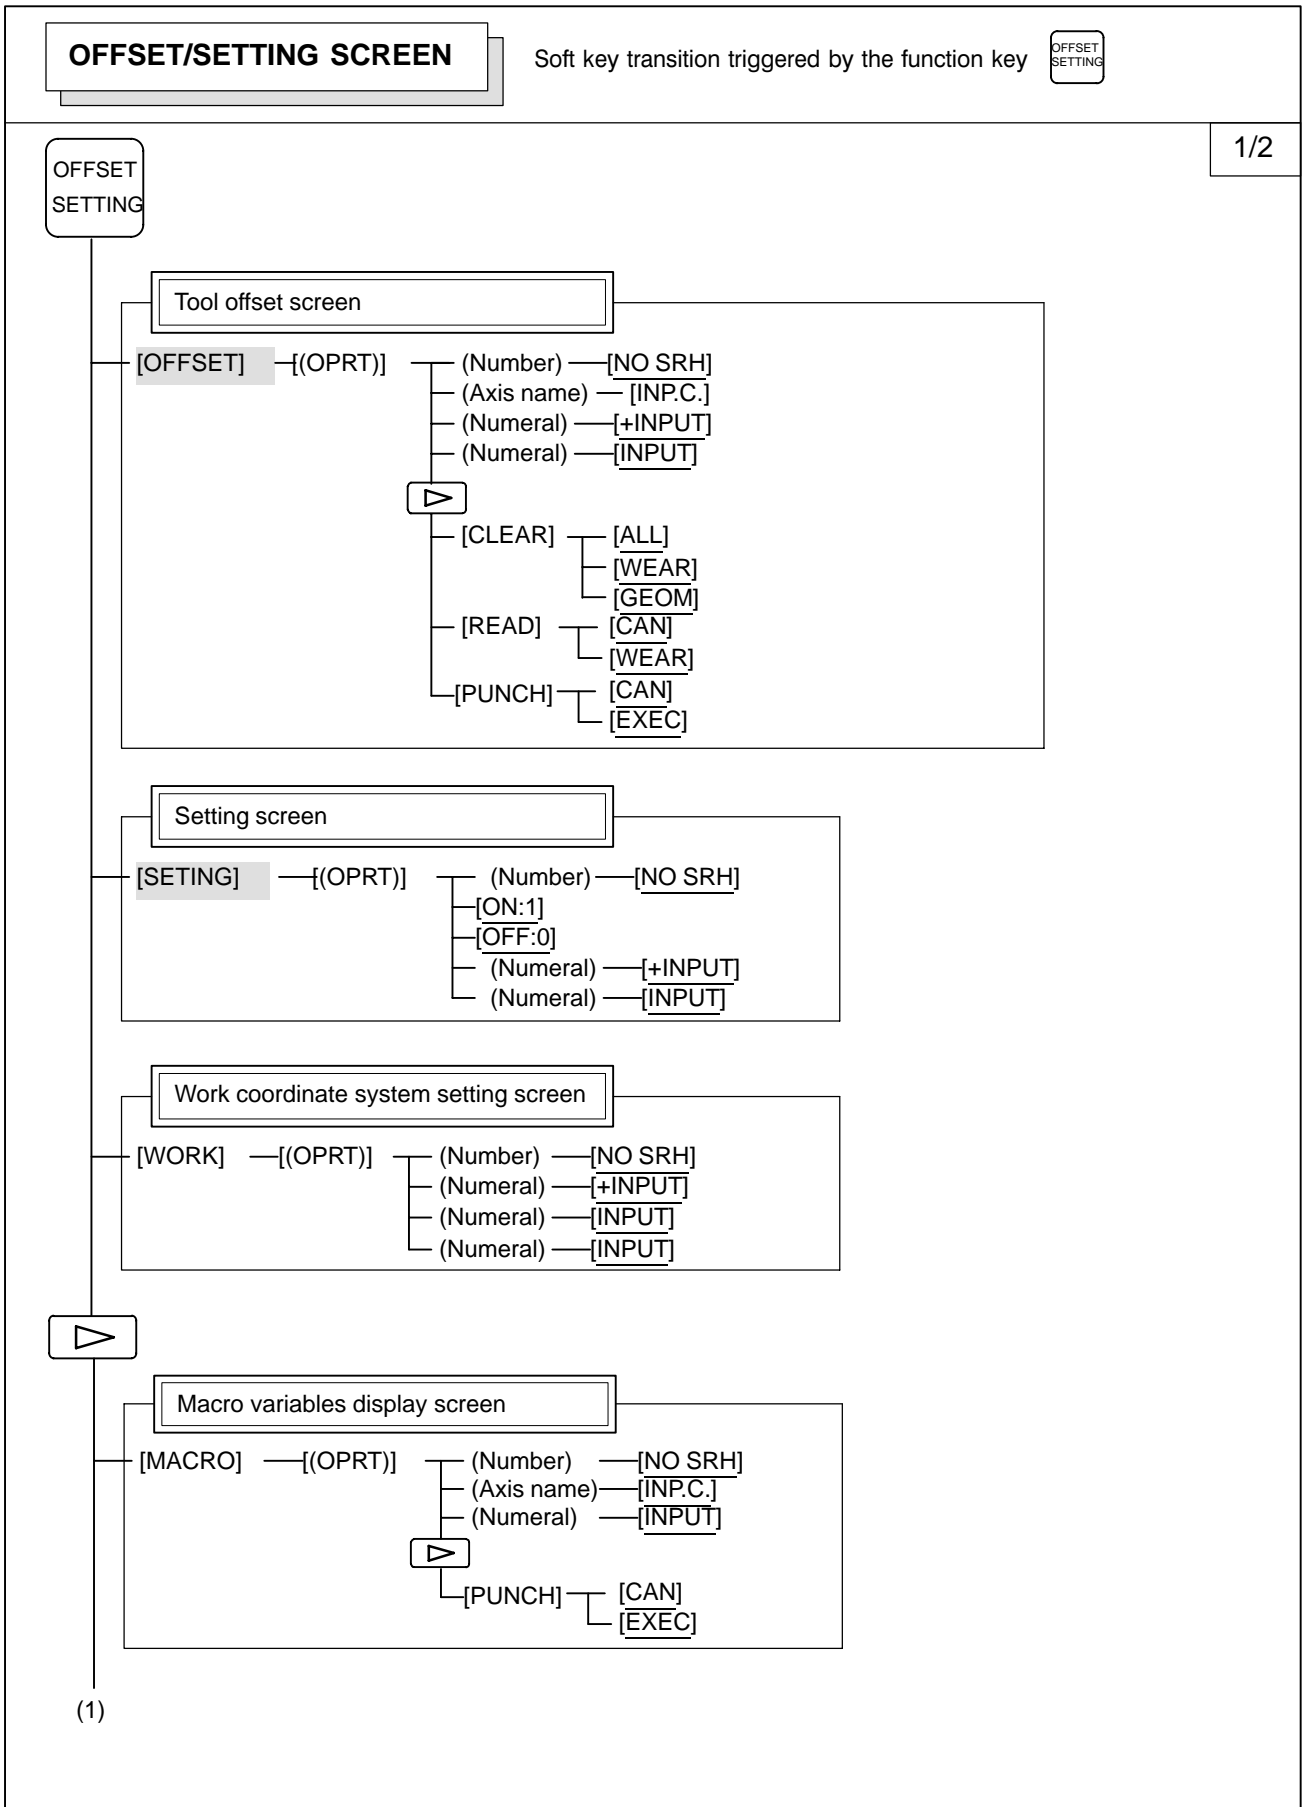 OFFSET/SETTING SCREEN
Soft key transition triggered by the function key
OFFSET
SETTING
1/2
OFFSET
SETTING
Tool offset screen
[OFFSET] [(OPRT)] (Number) [NO SRH]
(Axis name) [INP.C.]
(Numeral) [+INPUT]
(Numeral) [INPUT]
[CLEAR] [ALL]
[WEAR]
[GEOM]
[READ] [CAN]
[WEAR]
[PUNCH] [CAN]
[EXEC]
Setting screen
[SETING] [(OPRT)] (Number) [NO SRH]
[ON:1]
[OFF:0]
(Numeral) [+INPUT]
(Numeral) [INPUT]
Work coordinate system setting screen
[WORK] [(OPRT)] (Number) [NO SRH]
(Numeral) [+INPUT]
(Numeral) [INPUT]
(Numeral) [INPUT]
Macro variables display screen
[MACRO] [(OPRT)] (Number) [NO SRH]
(Axis name) [INP.C.]
(Numeral) [INPUT]
[PUNCH] [CAN]
[EXEC]
(1)